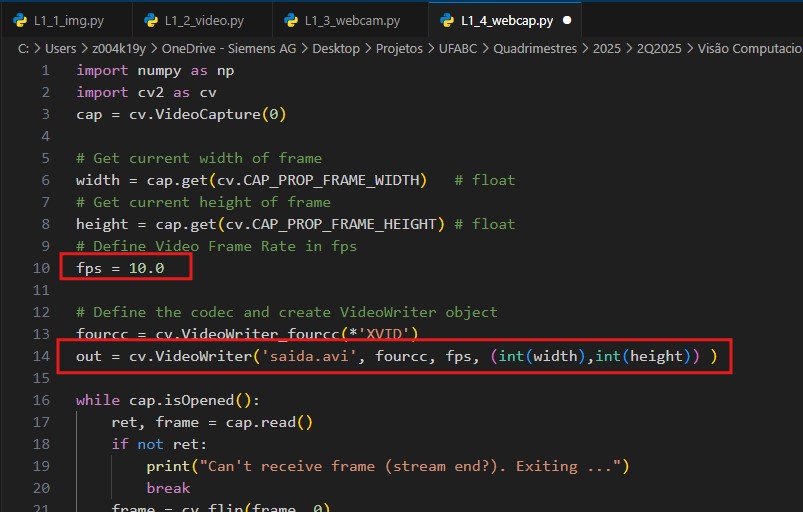 L1_1_img.py L1_2_video.py L1_3_webcam.py L1_4_webcap.py
C: > Users > z004k19y > OneDrive - Siemens AG > Desktop > Projetos > UFABC > Quadrimestres > 2025 > 2Q2025 > Visão Computacio
1 import numpy as np
2 import cv2 as cv
3 cap = cv.VideoCapture(0)
4
5 # Get current width of frame
6 width = cap.get(cv.CAP_PROP_FRAME_WIDTH)   # float
7 # Get current height of frame
8 height = cap.get(cv.CAP_PROP_FRAME_HEIGHT) # float
9 # Define Video Frame Rate in fps
10 fps = 10.0
11
12 # Define the codec and create VideoWriter object
13 fourcc = cv.VideoWriter_fourcc(*'XVID')
14 out = cv.VideoWriter('saida.avi', fourcc, fps, (int(width),int(height)) )
15
16 while cap.isOpened():
17     ret, frame = cap.read()
18     if not ret:
19         print("Can't receive frame (stream end?). Exiting ...")
20         break
21     frame = cv.flip(frame, 0)